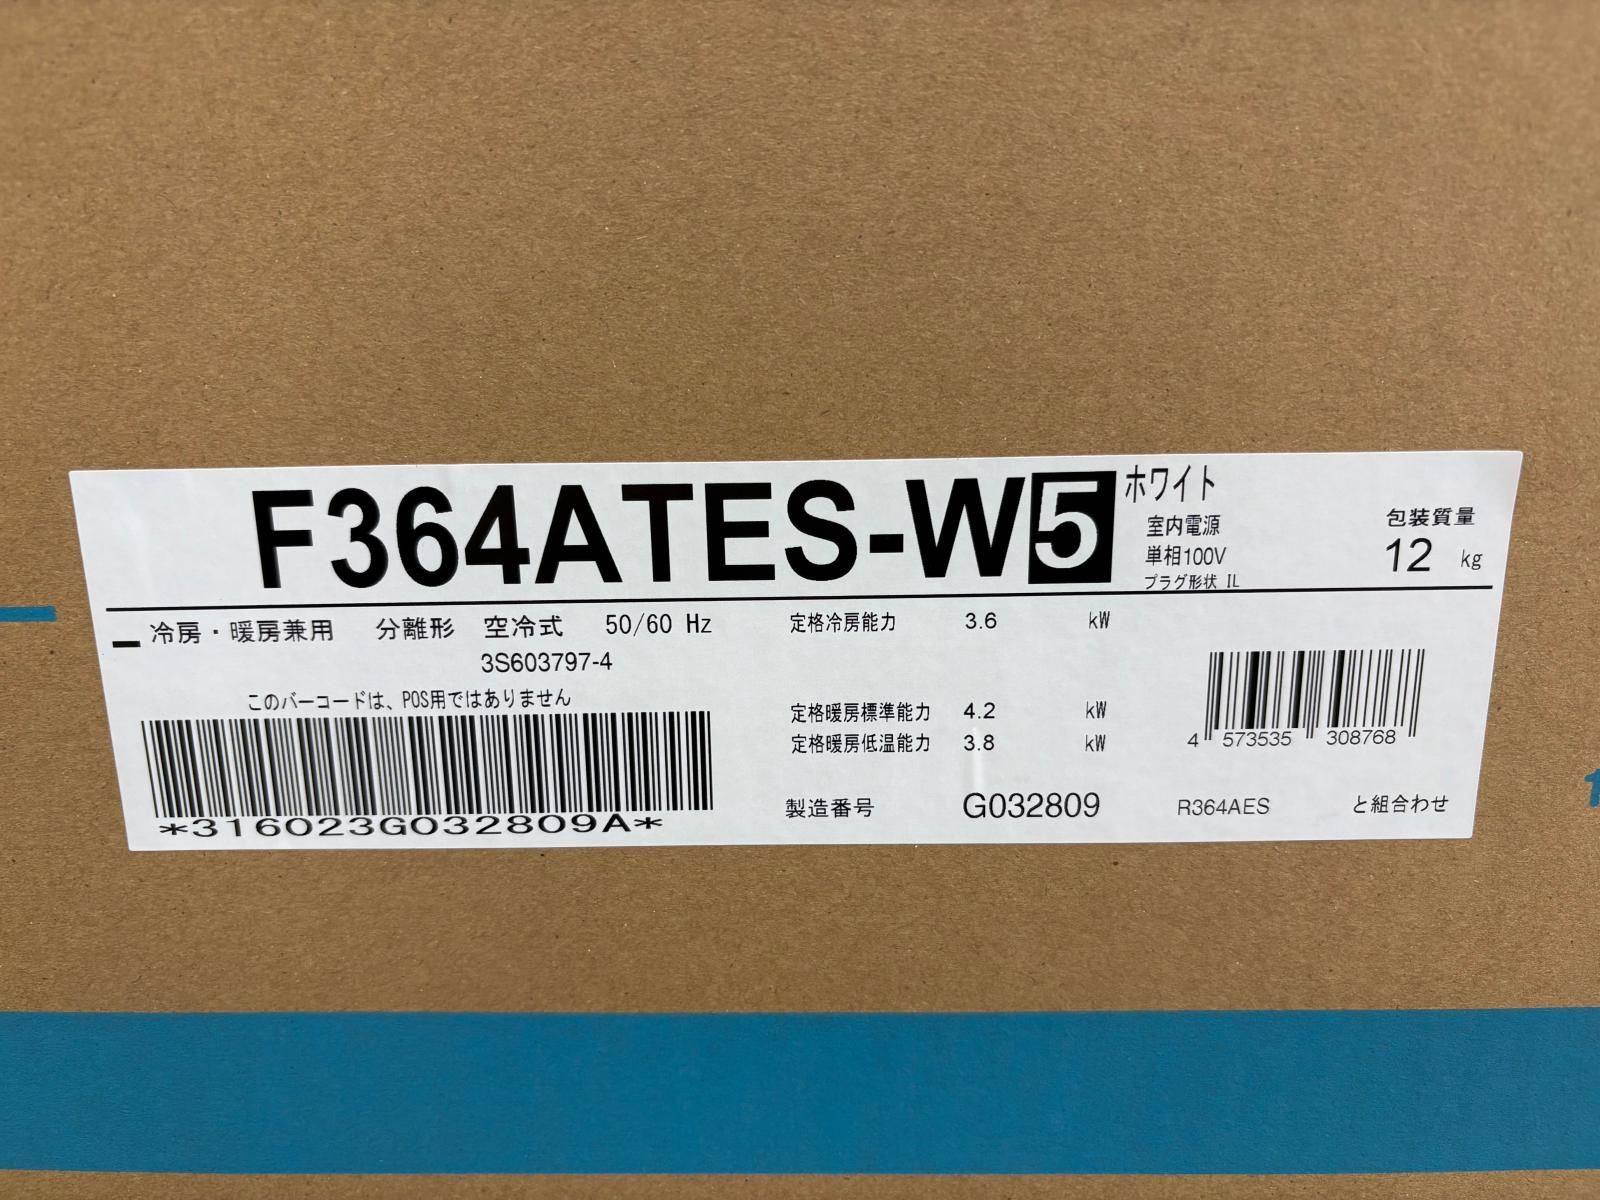 F364ATES-W5 ホワイト
室内電源
単相100V
プラグ形状 IL
包装質量
12 kg
冷房・暖房兼用 分離形 空冷式 50/60 Hz
3S603797-4
このバーコードは、POS用ではありません
*316023G032809A*
定格冷房能力 3.6 kW
定格暖房標準能力 4.2 kW
定格暖房低温能力 3.8 kW
製造番号 G032809
4 573535 308768
R364AES と組合わせ